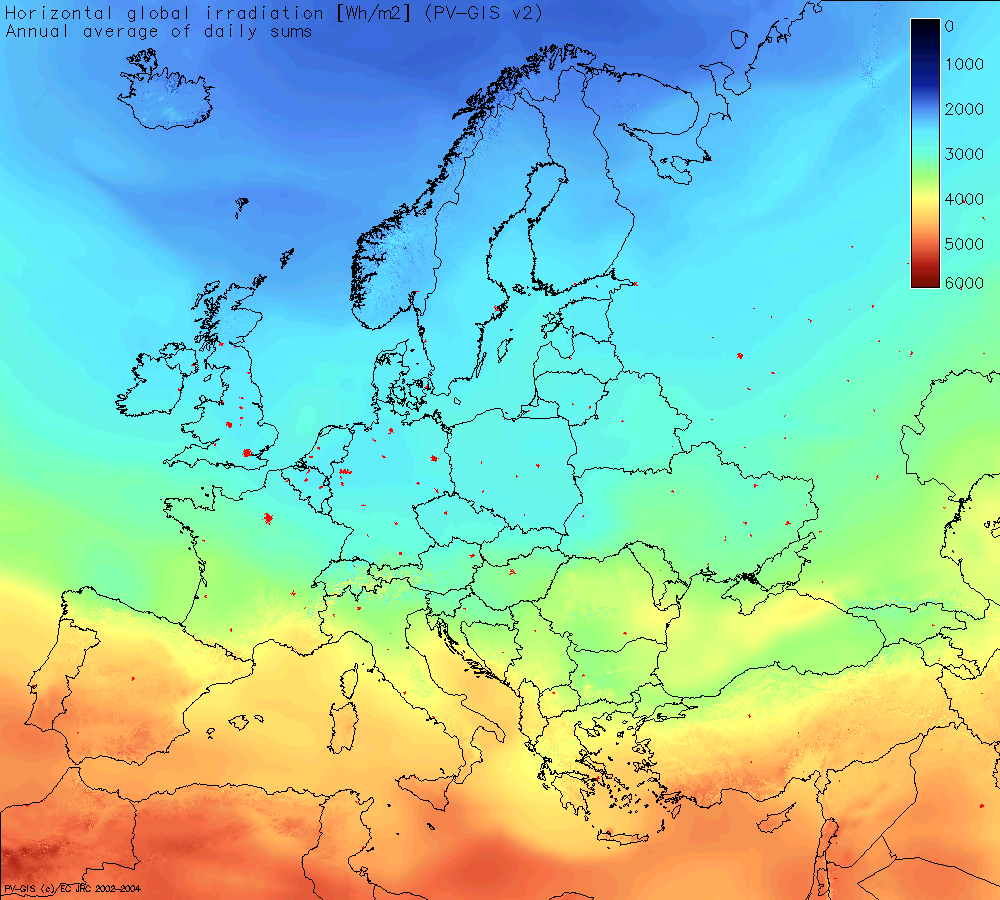 Horizontal global irradiation [Wh/m2] (PV-GIS v2)
Annual average of daily sums
0
1000
2000
3000
4000
5000
6000
PV-GIS (c)/EC JRC 2002-2004